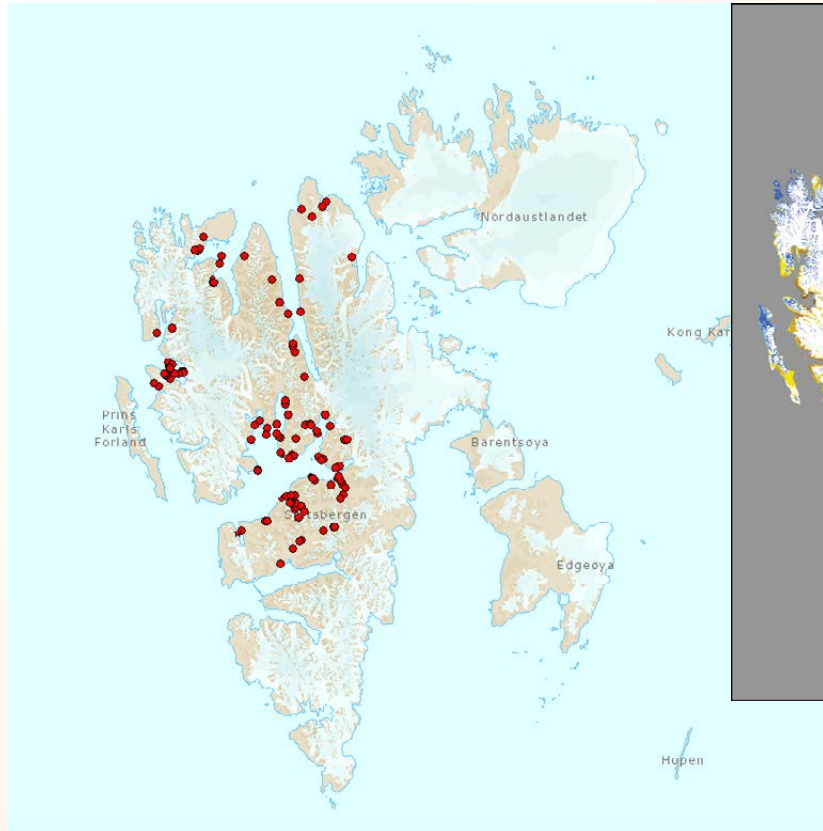 Nordaustlandet
Kong Kar
Prins
Karls
Forland
Barentsøya
Spitsbergen
Edgeøya
Hopen